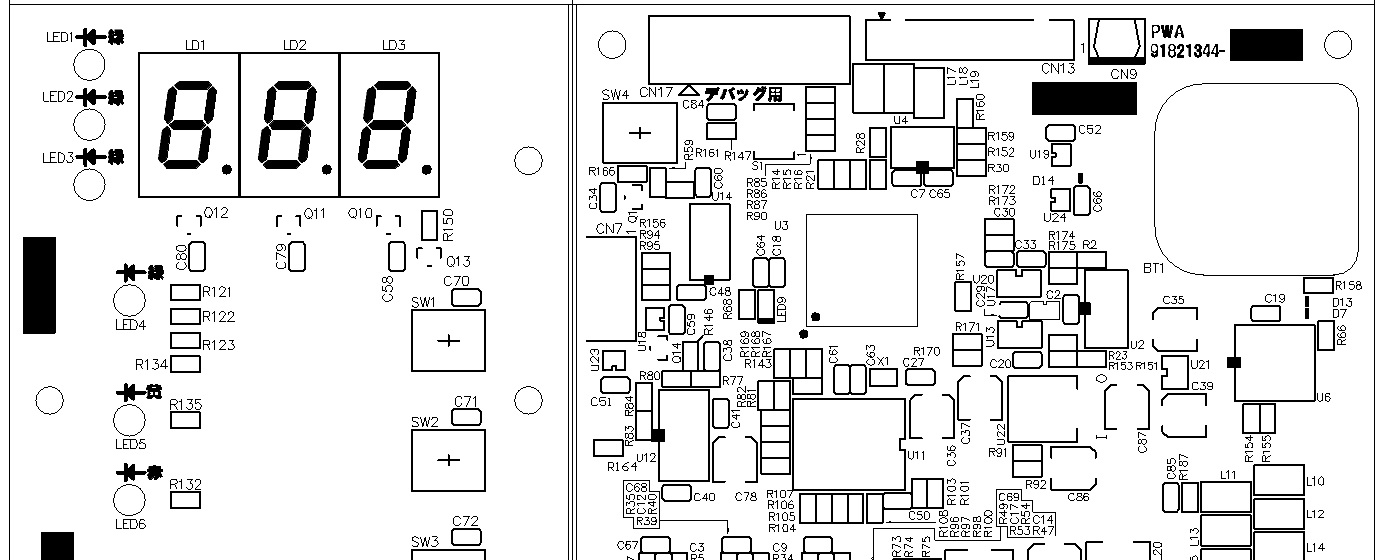 LED1 緑
LED2 緑
LED3 緑
LD1
LD2
LD3
8.
8.
8.
Q12
Q11
Q10
R150
C80
C79
C58
Q13
緑
LED4
R121
R122
R123
R134
C70
SW1
LED5
R135
C71
SW2
赤
LED6
R132
C72
SW3
CN17
デバッグ用
L17
L18
L19
CN13
1
CN9
PWA
91821344-
SW4
C84
R161
R147
S1
1
R59
R166
C60
C34
Q1
U14
R85
R86
R87
R90
R14
R15
R16
R21
R28
U4
R160
R159
R152
R30
C7
C65
C52
U19
D14
U24
C66
CN7
R156
R94
R95
U3
R172
R173
C30
C64
C18
C48
R68
LED9
C33
R174
R175
R2
R157
U20
C29
U17
C2
U13
U2
BT1
R158
C35
C19
D13
D7
R66
U18
C59
R146
Q14
C38
R169
R168
R167
R143
U23
R80
R77
C51
R84
R83
R82
R81
C41
C61
C63
X1
R170
C27
R171
C20
R23
R153
R151
U21
C39
U6
R164
U12
C78
U11
C36
C37
U22
R91
R92
C86
C87
R154
R155
C85
R187
L11
L10
L12
L13
L14
L20
C68
R35
C12
R40
R39
C40
R107
R106
R105
R104
C50
R103
R101
R108
R96
R97
R98
R100
C69
R49
C17
R54
C14
R53
R47
C67
C3
R5
C9
R34
R73
R74
R75